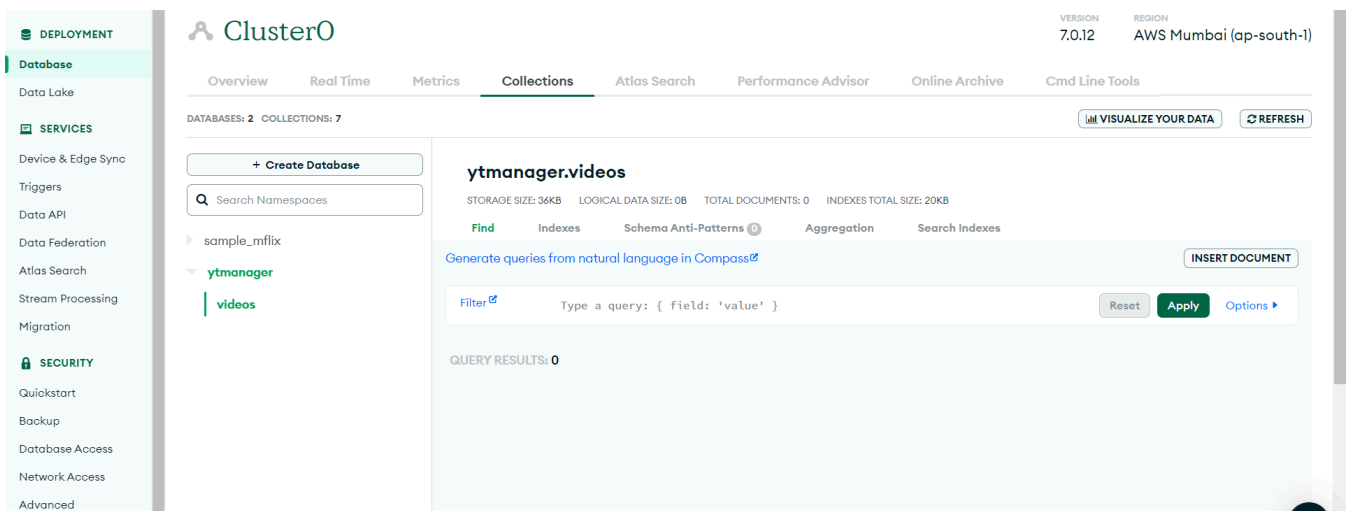 DEPLOYMENT
Database
Data Lake
SERVICES
Device & Edge Sync
Triggers
Data API
Data Federation
Atlas Search
Stream Processing
Migration
SECURITY
Quickstart
Backup
Database Access
Network Access
Advanced
Cluster0
VERSION
7.0.12
REGION
AWS Mumbai (ap-south-1)
Overview Real Time Metrics Collections Atlas Search Performance Advisor Online Archive Cmd Line Tools
DATABASES: 2 COLLECTIONS: 7
VISUALIZE YOUR DATA
REFRESH
+ Create Database
Search Namespaces
sample_mflix
ytmanager
videos
ytmanager.videos
STORAGE SIZE: 36KB LOGICAL DATA SIZE: 0B TOTAL DOCUMENTS: 0 INDEXES TOTAL SIZE: 20KB
Find Indexes Schema Anti-Patterns 0 Aggregation Search Indexes
Generate queries from natural language in Compass
INSERT DOCUMENT
Filter Type a query: { field: 'value' } Reset Apply Options
QUERY RESULTS: 0